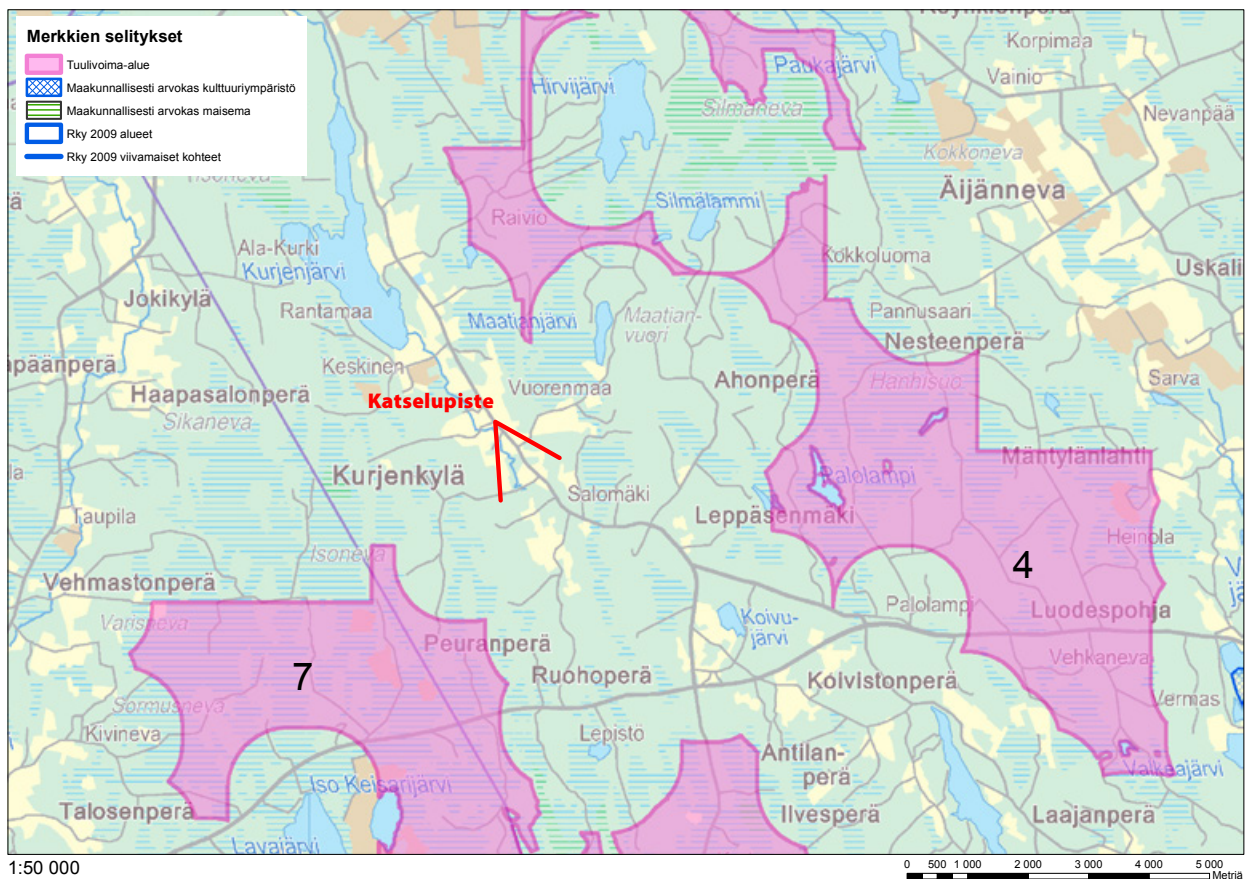 Merkkien selitykset
Tuulivoima-alue
Maakunnallisesti arvokas kulttuuriympäristö
Maakunnallisesti arvokas maisema
Rky 2009 alueet
Rky 2009 viivamaiset kohteet
Korpimaa
Vainio
Paukajärvi
Hirvijärvi
Silmäneva
Nevanpää
Kokkoneva
Äijänneva
Silmälammi
Raivio
Ala-Kurki
Kurjenjärvi
Kokkoluoma
Uskali
Jokikylä
Rantamaa
Maatianjärvi
Maatian-
vuori
Pannusaari
Nesteenperä
Keskinen
Vuorenmaa
Ahonperä
Hanhisuo
Sarva
Haapasalonperä
Sikaneva
Katselupiste
Kurjenkylä
Salomäki
Palolampi
Mäntylänlahti
Leppäsenmäki
Heinola
Taupila
Isoneva
Vehmastonperä
4
Palolampi
Luodespohja
Varisneva
Koivu-
järvi
Peuranperä
7
Ruohoperä
Koivistonperä
Vehkaneva
Vermas
Sormusneva
Kivineva
Lepistö
Antilan-
perä
Valkeajärvi
Iso Keisarijärvi
Talosenperä
Ilvesperä
Laajanperä
Lavajärvi
1:50 000
0 500 1 000 2 000 3 000 4 000 5 000
Metriä